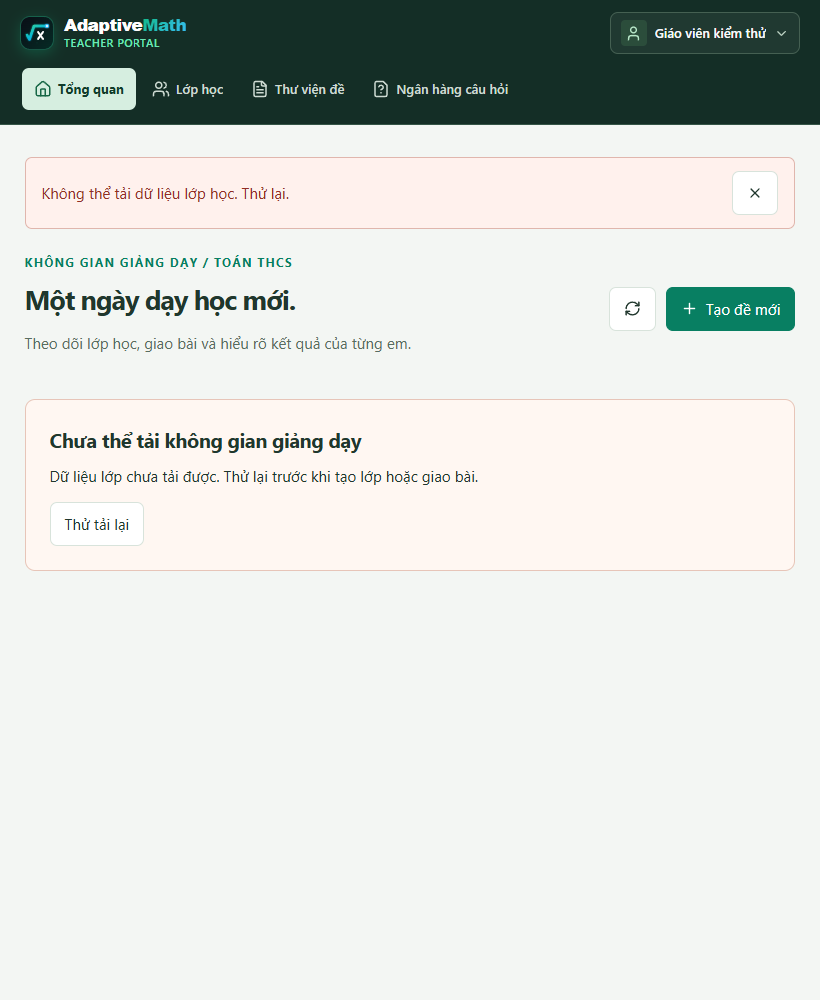 AdaptiveMath
TEACHER PORTAL
Giáo viên kiểm thử
Tổng quan
Lớp học
Thư viện đề
Ngân hàng câu hỏi
Không thể tải dữ liệu lớp học. Thử lại.
KHÔNG GIAN GIẢNG DẠY / TOÁN THCS
Một ngày dạy học mới.
Tạo đề mới
Theo dõi lớp học, giao bài và hiểu rõ kết quả của từng em.
Chưa thể tải không gian giảng dạy
Dữ liệu lớp chưa tải được. Thử lại trước khi tạo lớp hoặc giao bài.
Thử tải lại